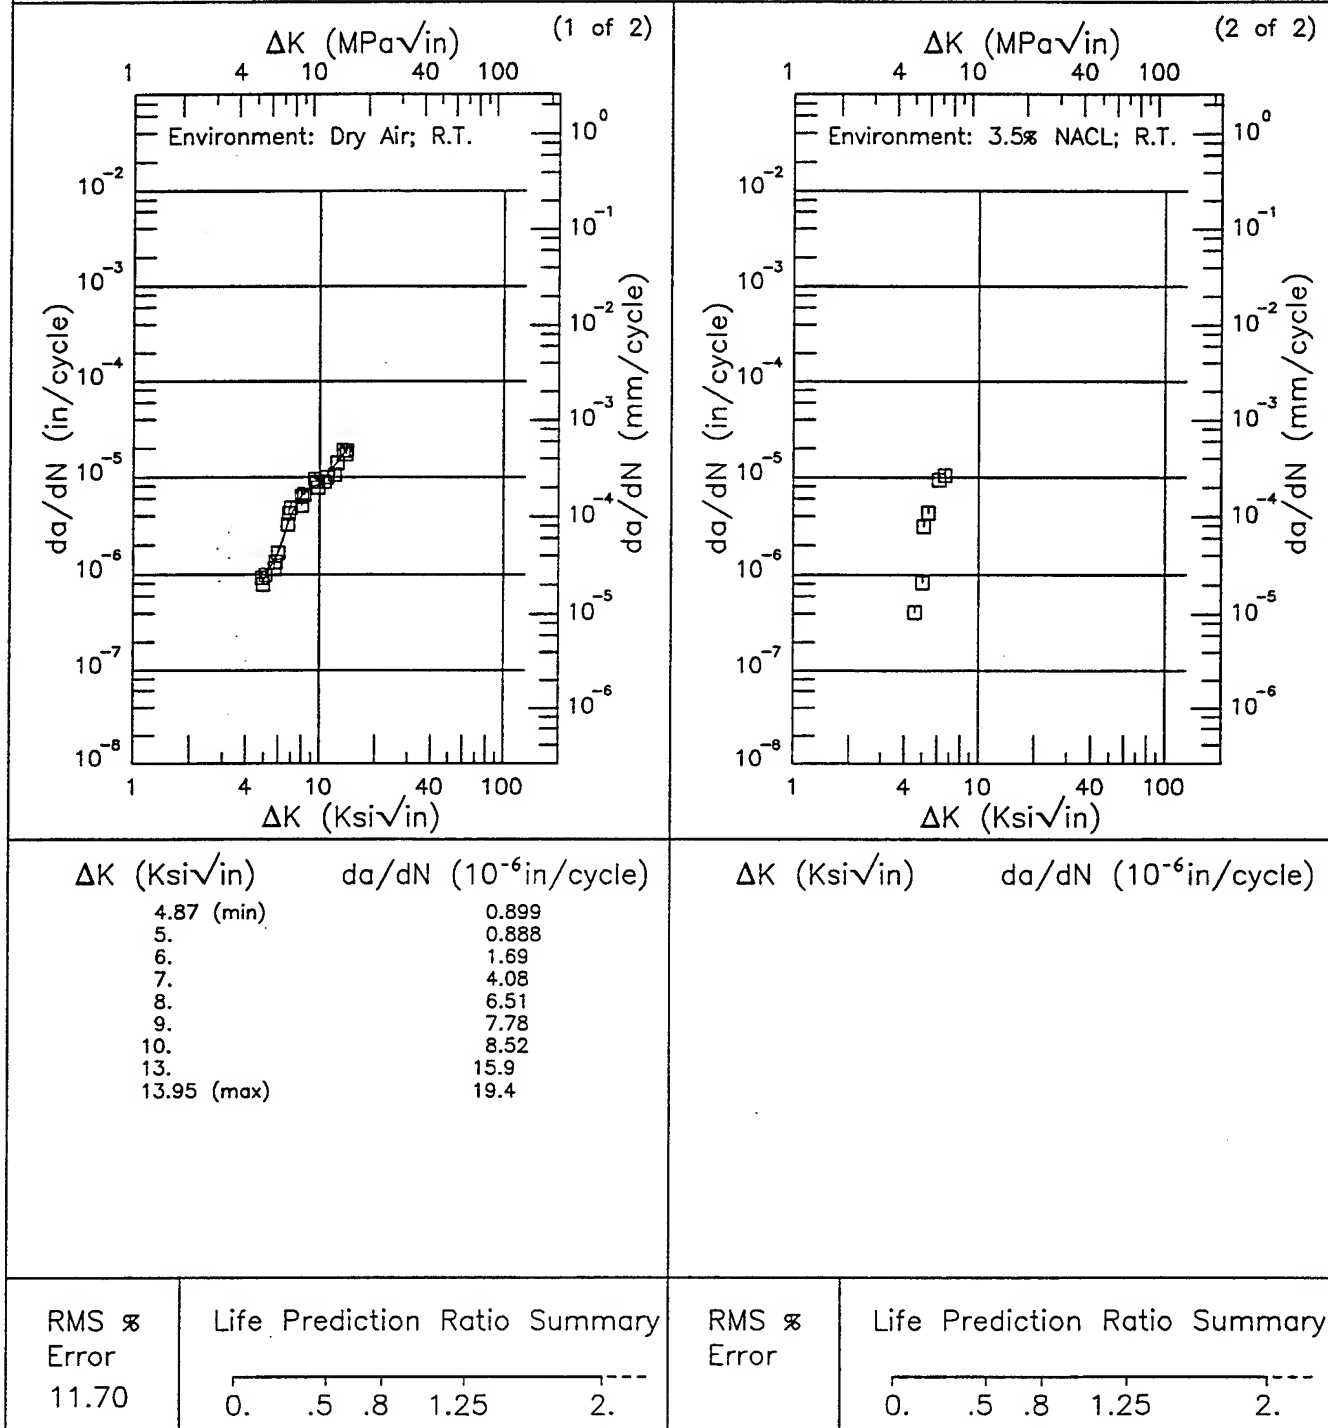 (1 of 2)
ΔK (MPa√in)
1 4 10 40 100
Environment: Dry Air; R.T.
10⁰
10⁻²
10⁻¹
10⁻³
10⁻²
10⁻⁴
10⁻³
10⁻⁵
10⁻⁴
10⁻⁶
10⁻⁵
10⁻⁷
10⁻⁶
10⁻⁸
da/dN (in/cycle)
da/dN (mm/cycle)
1 4 10 40 100
ΔK (Ksi√in)
ΔK (Ksi√in) da/dN (10⁻⁶in/cycle)
4.87 (min) 0.899
5. 0.888
6. 1.69
7. 4.08
8. 6.51
9. 7.78
10. 8.52
13. 15.9
13.95 (max) 19.4
RMS % Error
11.70
Life Prediction Ratio Summary
0. .5 .8 1.25 2.
(2 of 2)
ΔK (MPa√in)
1 4 10 40 100
Environment: 3.5% NACL; R.T.
10⁰
10⁻²
10⁻¹
10⁻³
10⁻²
10⁻⁴
10⁻³
10⁻⁵
10⁻⁴
10⁻⁶
10⁻⁵
10⁻⁷
10⁻⁶
10⁻⁸
da/dN (in/cycle)
da/dN (mm/cycle)
1 4 10 40 100
ΔK (Ksi√in)
ΔK (Ksi√in) da/dN (10⁻⁶in/cycle)
RMS % Error
Life Prediction Ratio Summary
0. .5 .8 1.25 2.